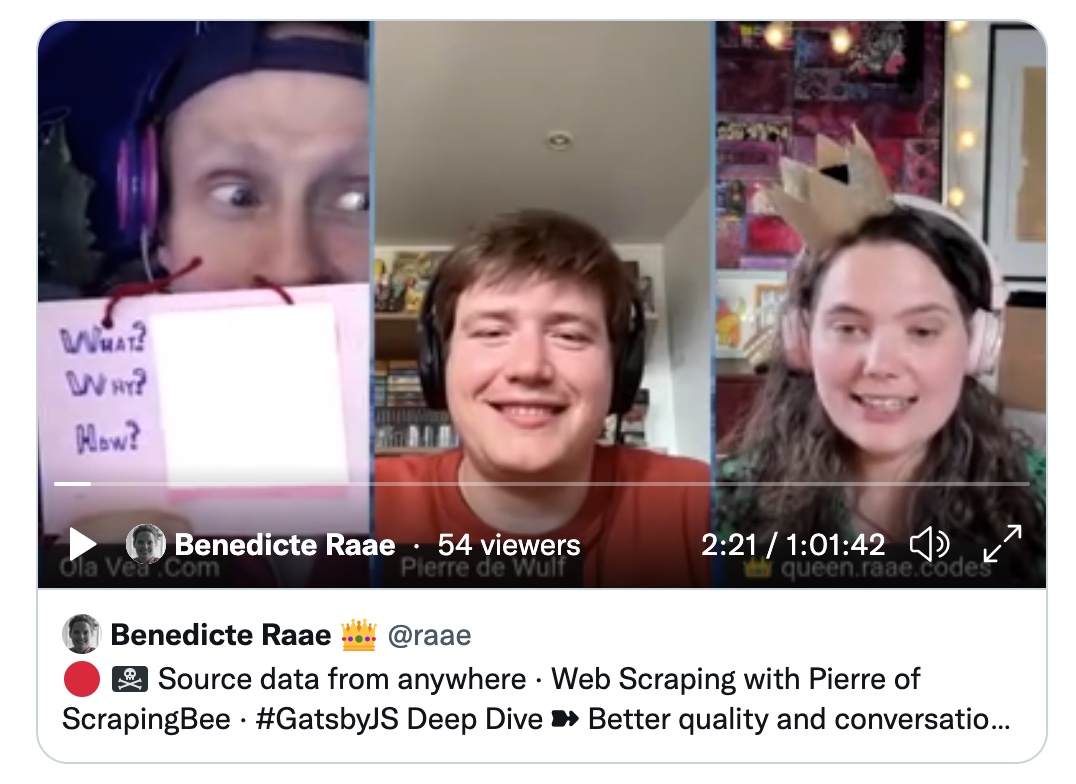 What?
Why?
How?
Benedicte Raae · 54 viewers
2:21 / 1:01:42
Ola Vea .Com
Pierre de Wulf
👑 queen.raae.codes
Benedicte Raae 👑 @raae
🔴 🏴‍☠️ Source data from anywhere · Web Scraping with Pierre of
ScrapingBee · #GatsbyJS Deep Dive ➽ Better quality and conversatio...